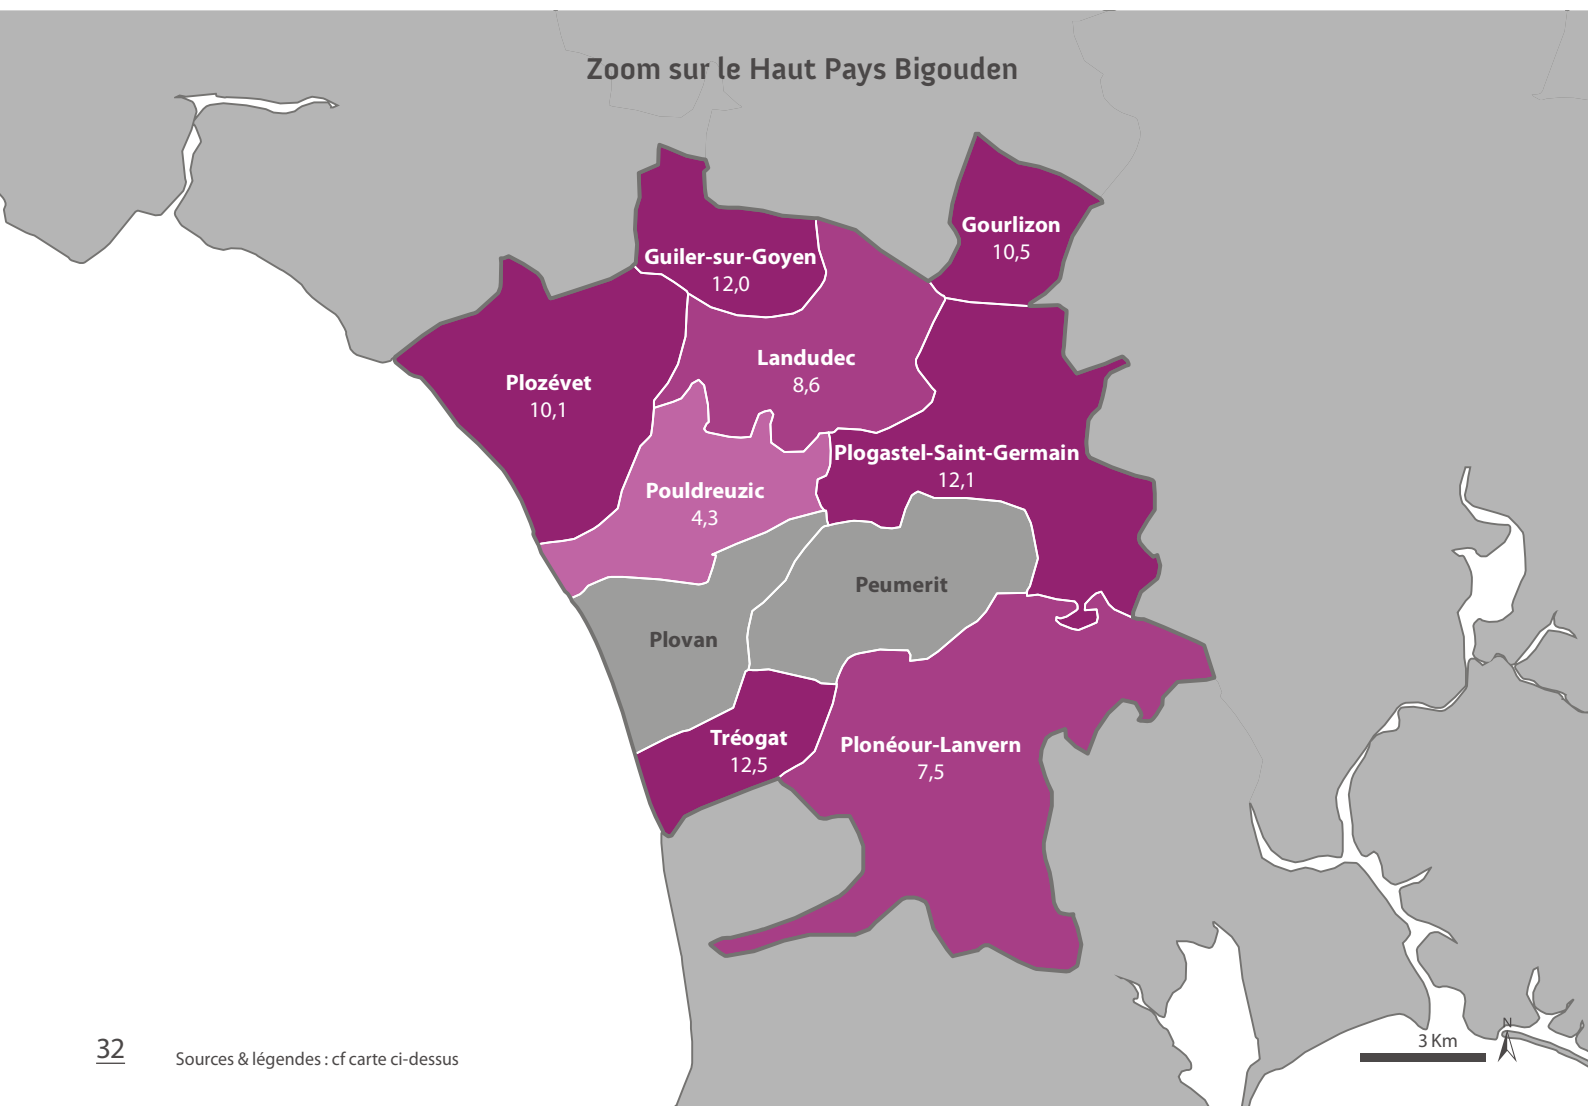 Zoom sur le Haut Pays Bigouden
Gourlizon
10,5
Guiler-sur-Goyen
12,0
Landudec
8,6
Plozévet
10,1
Plogastel-Saint-Germain
12,1
Pouldreuzic
4,3
Peumerit
Plovan
Tréogat
12,5
Plonéour-Lanvern
7,5
N
3 Km
32
Sources & légendes : cf carte ci-dessus